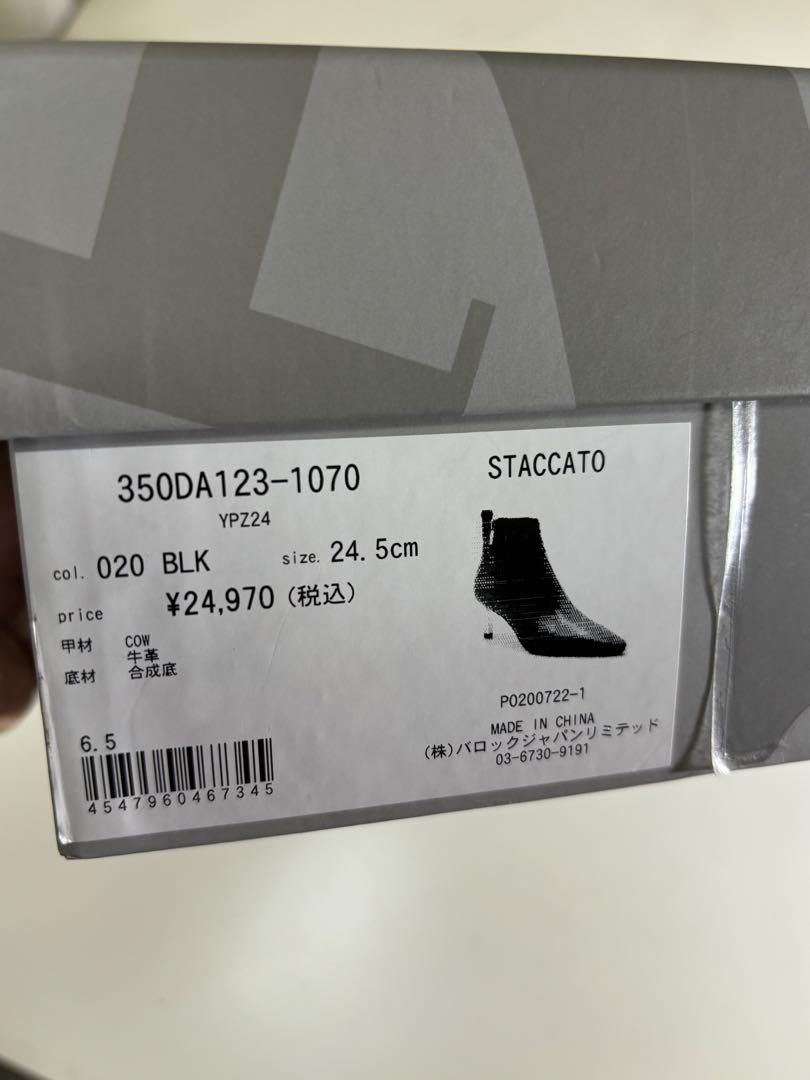 350DA123-1070
YPZ24
STACCATO
col. 020 BLK size. 24.5cm
price ¥24,970 (税込)
甲材 COW
牛革
底材 合成底
6.5
4547960467345
P0200722-1
MADE IN CHINA
(株)バロックジャパンリミテッド
03-6730-9191